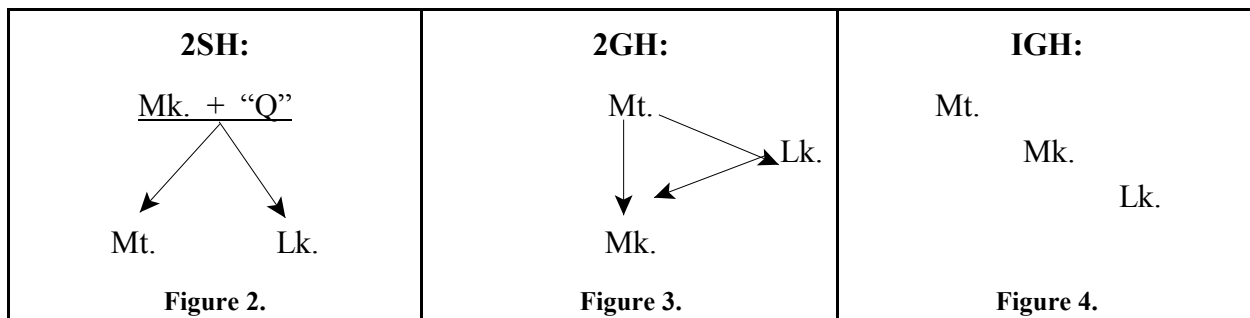 2SH:
Mk. + “Q”
Mt. Lk.
Figure 2.
2GH:
Mt.
Lk.
Mk.
Figure 3.
IGH:
Mt.
Mk.
Lk.
Figure 4.